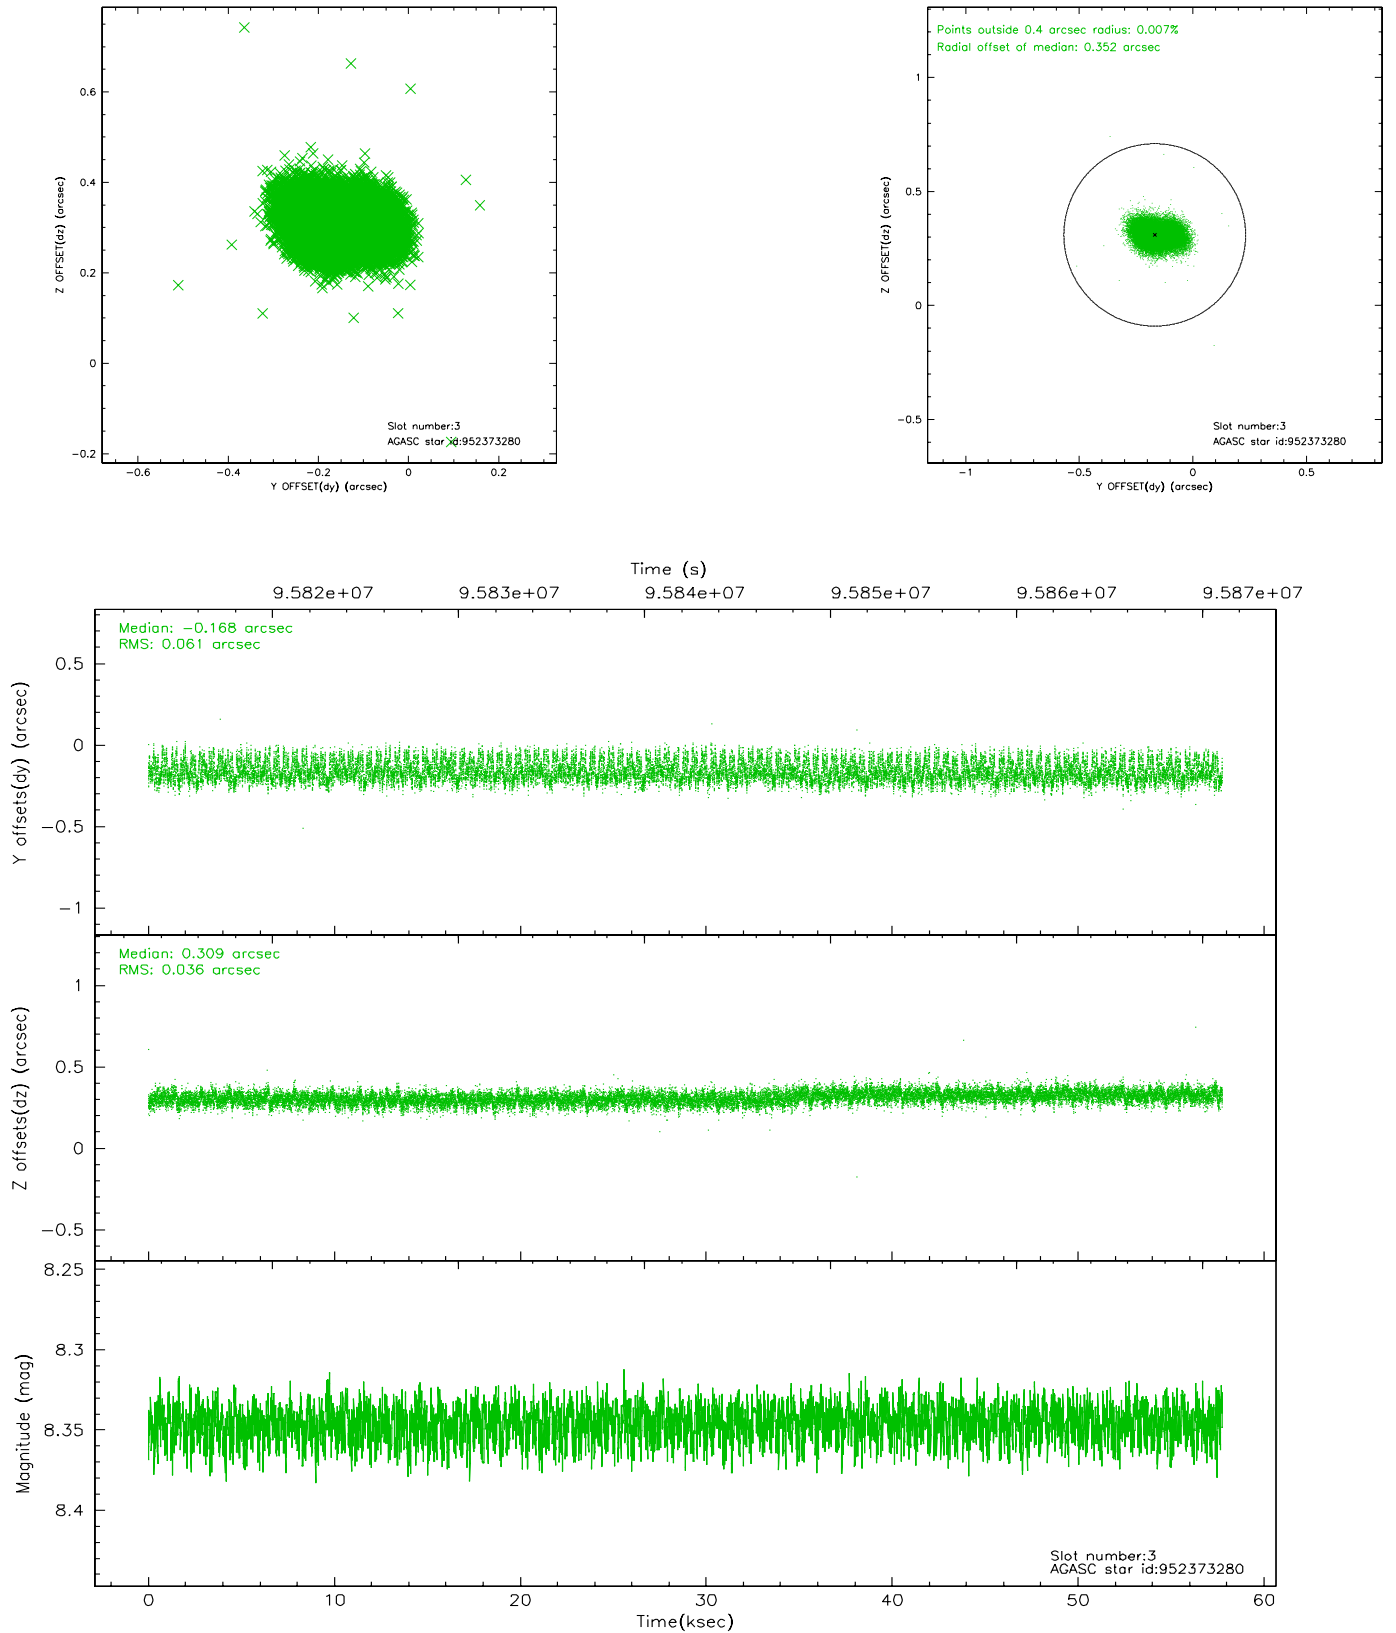 0.6
0.4
0.2
0
−0.2
Z OFFSET(dz) (arcsec)
Slot number:3
AGASC star id:952373280
−0.6 −0.4 −0.2 0 0.2
Y OFFSET(dy) (arcsec)
Points outside 0.4 arcsec radius: 0.007%
Radial offset of median: 0.352 arcsec
1
0.5
0
−0.5
Z OFFSET(dz) (arcsec)
Slot number:3
AGASC star id:952373280
−1 −0.5 0 0.5
Y OFFSET(dy) (arcsec)
Time (s)
9.582e+07 9.583e+07 9.584e+07 9.585e+07 9.586e+07 9.587e+07
Median: −0.168 arcsec
RMS: 0.061 arcsec
0.5
0
−0.5
−1
Y offsets(dy) (arcsec)
Median: 0.309 arcsec
RMS: 0.036 arcsec
1
0.5
0
−0.5
Z offsets(dz) (arcsec)
8.25
8.3
8.35
8.4
Magnitude (mag)
Slot number:3
AGASC star id:952373280
0 10 20 30 40 50 60
Time(ksec)